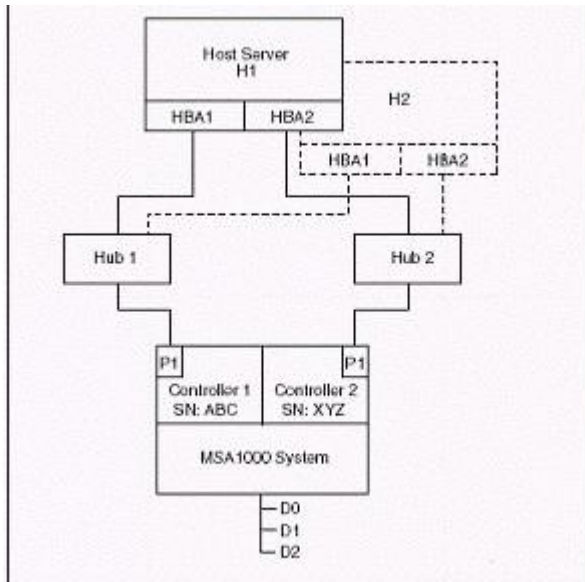 Host Server
H1
HBA1 HBA2
H2
HBA1 HBA2
Hub 1
Hub 2
P1 P1
Controller 1 Controller 2
SN: ABC SN: XYZ
MSA1000 System
D0
D1
D2